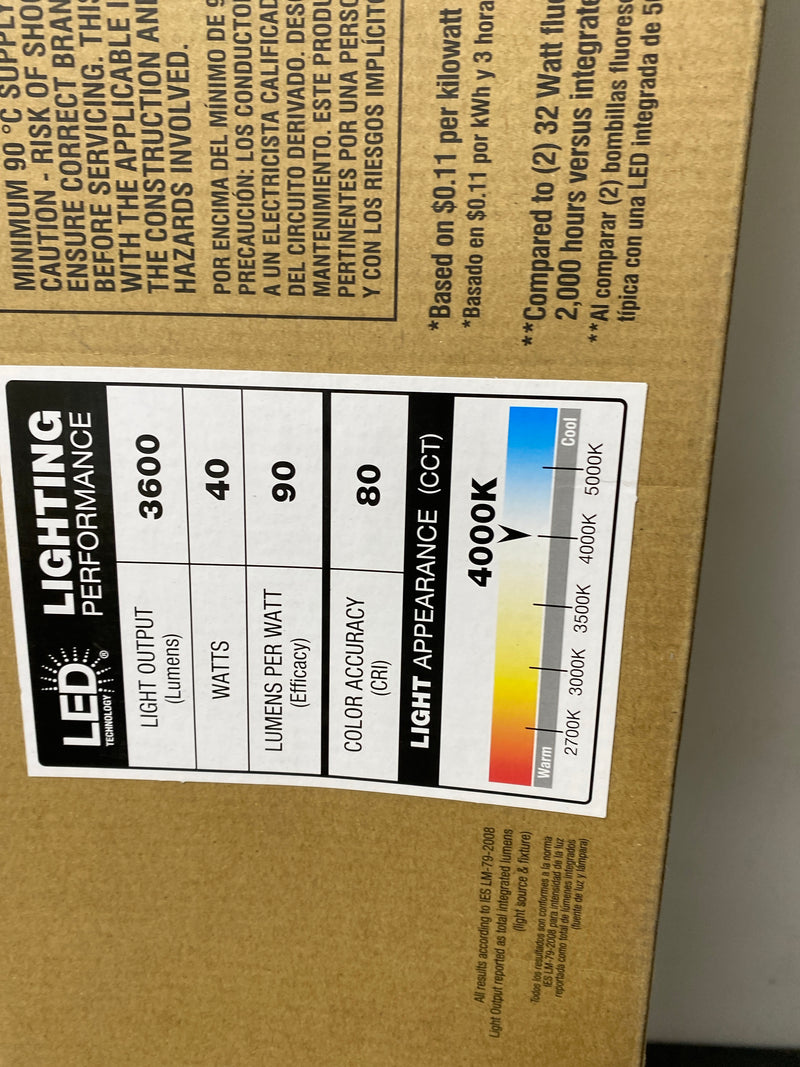 MINIMUM 90 °C SUPPLY
CAUTION - RISK OF SHO
ENSURE CORRECT BRAN
BEFORE SERVICING. THIS
WITH THE APPLICABLE I
THE CONSTRUCTION AN
HAZARDS INVOLVED.
POR ENCIMA DEL MÍNIMO DE 9
PRECAUCIÓN: LOS CONDUCTO
A UN ELECTRICISTA CALIFICAD
DEL CIRCUITO DERIVADO. DESC
MANTENIMIENTO. ESTE PRODU
PERTINENTES POR UNA PERSO
Y CON LOS RIESGOS IMPLÍCITO
*Based on $0.11 per kilowatt
*Basado en $0.11 por kWh y 3 hora
**Compared to (2) 32 Watt fluo
2,000 hours versus integrate
**Al comparar (2) bombillas fluoresc
típica con una LED integrada de 50
LED
TECHNOLOGY ®
LIGHTING
PERFORMANCE
LIGHT OUTPUT 3600
(Lumens)
WATTS 40
LUMENS PER WATT 90
(Efficacy)
COLOR ACCURACY 80
(CRI)
LIGHT APPEARANCE (CCT)
4000K
Warm Cool
2700K 3000K 3500K 4000K 5000K
All results according to IES LM-79-2008
Light Output reported as total integrated lumens
(light source & fixture)
Todos los resultados son conformes a la norma
IES LM-79-2008 para intensidad de la luz
reportada como total de lúmenes integrados
(fuente de luz y lámpara)